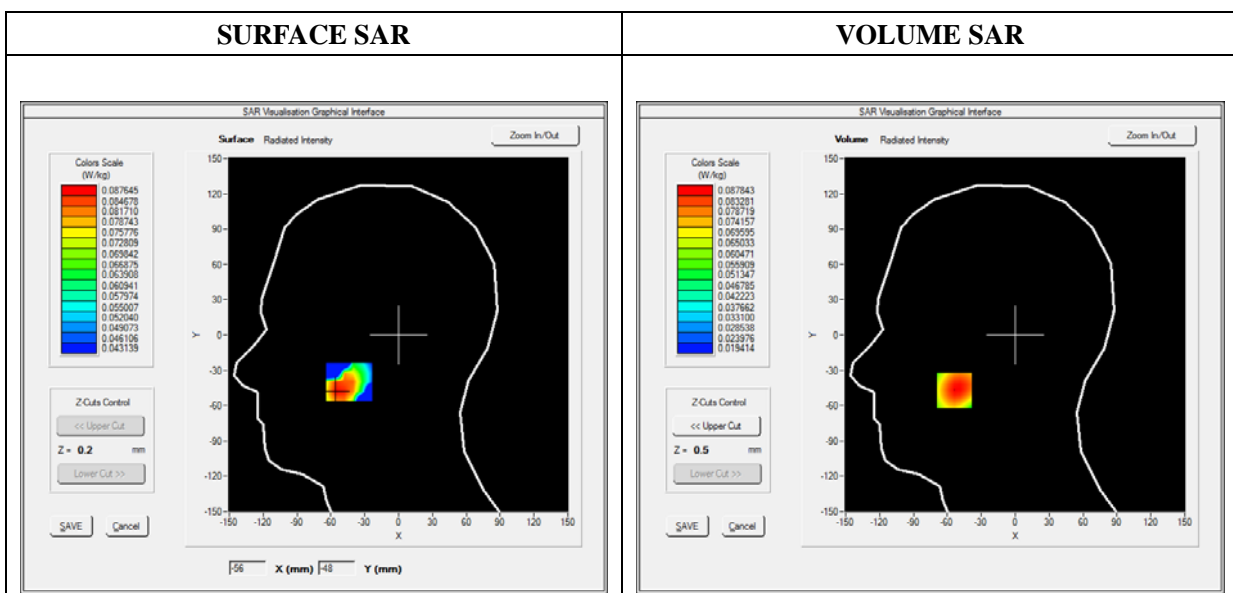 SURFACE SAR
VOLUME SAR
SAR Visualisation Graphical Interface
Surface Radiated Intensity
Zoom In/Out
Colors Scale
(W/kg)
0.087645
0.084678
0.081710
0.078743
0.075776
0.072809
0.069842
0.066875
0.063908
0.060941
0.057974
0.055007
0.052040
0.049073
0.046106
0.043139
Z-Cuts Control
<< Upper Cut
Z = 0.2 mm
Lower Cut >>
SAVE Cancel
150
120
90
60
30
Y 0
-30
-60
-90
-120
-150
-150 -120 -90 -60 -30 0 30 60 90 120 150
X
-56 X (mm) -48 Y (mm)
SAR Visualisation Graphical Interface
Volume Radiated Intensity
Zoom In/Out
Colors Scale
(W/kg)
0.087843
0.083281
0.078719
0.074157
0.069595
0.065033
0.060471
0.055909
0.051347
0.046785
0.042223
0.037662
0.033100
0.028538
0.023976
0.019414
Z-Cuts Control
<< Upper Cut
Z = 0.5 mm
Lower Cut >>
SAVE Cancel
150
120
90
60
30
Y 0
-30
-60
-90
-120
-150
-150 -120 -90 -60 -30 0 30 60 90 120 150
X